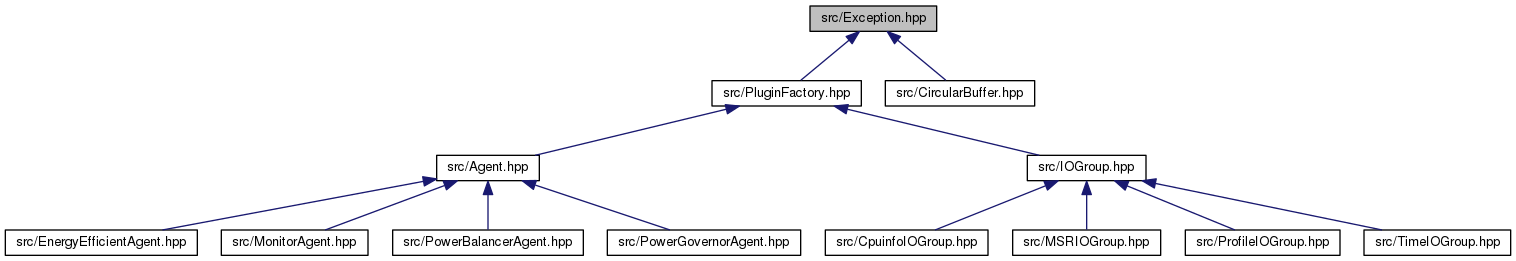 src/Exception.hpp
src/PluginFactory.hpp
src/CircularBuffer.hpp
src/Agent.hpp
src/IOGroup.hpp
src/EnergyEfficientAgent.hpp
src/MonitorAgent.hpp
src/PowerBalancerAgent.hpp
src/PowerGovernorAgent.hpp
src/CpuinfoIOGroup.hpp
src/MSRIOGroup.hpp
src/ProfileIOGroup.hpp
src/TimeIOGroup.hpp